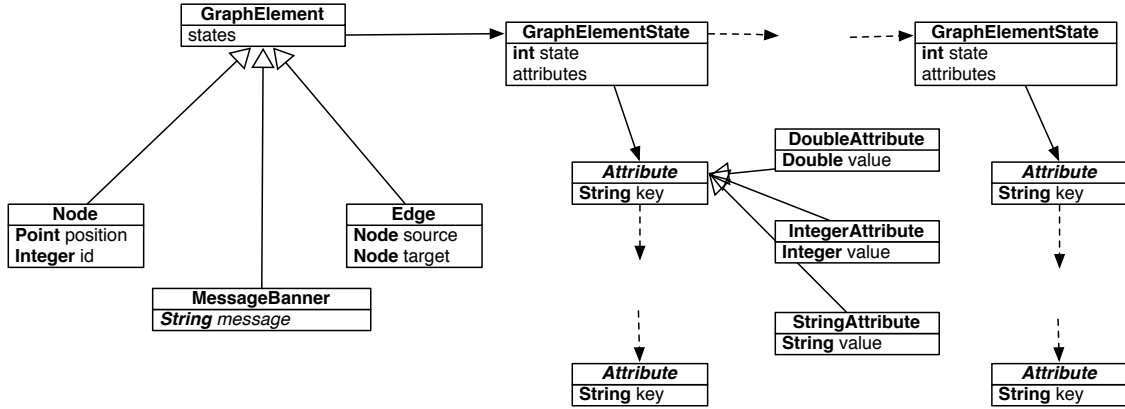 GraphElement
states
GraphElementState
int state
attributes
GraphElementState
int state
attributes
DoubleAttribute
Double value
Attribute
String key
Attribute
String key
Node
Point position
Integer id
Edge
Node source
Node target
IntegerAttribute
Integer value
MessageBanner
String message
StringAttribute
String value
Attribute
String key
Attribute
String key